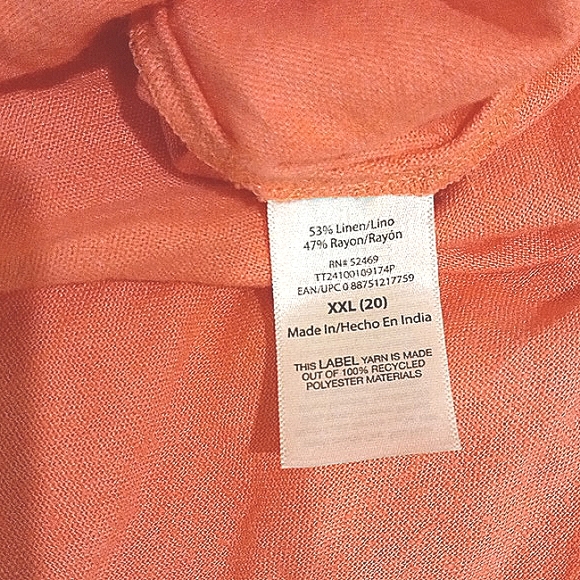 53% Linen/Lino
47% Rayon/Rayón
RN# 52469
TT24100109174P
EAN/UPC 0 88751217759
XXL (20)
Made In/Hecho En India
THIS LABEL YARN IS MADE
OUT OF 100% RECYCLED
POLYESTER MATERIALS